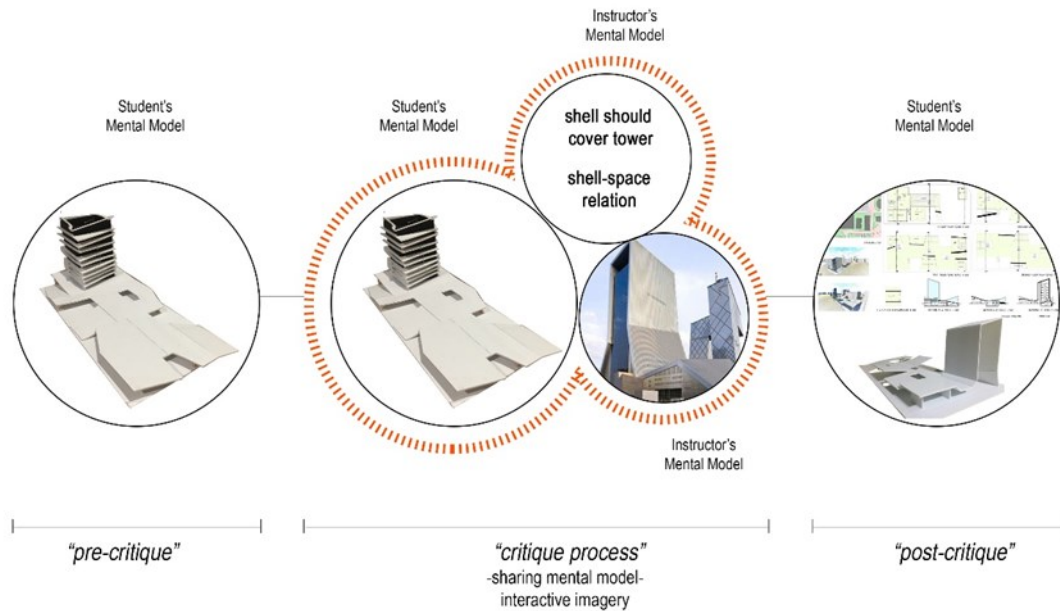 Instructor's
Mental Model
Student's
Mental Model
Student's
Mental Model
Student's
Mental Model
shell should
cover tower
shell-space
relation
Instructor's
Mental Model
"pre-critique"
"critique process"
-sharing mental model-
interactive imagery
"post-critique"